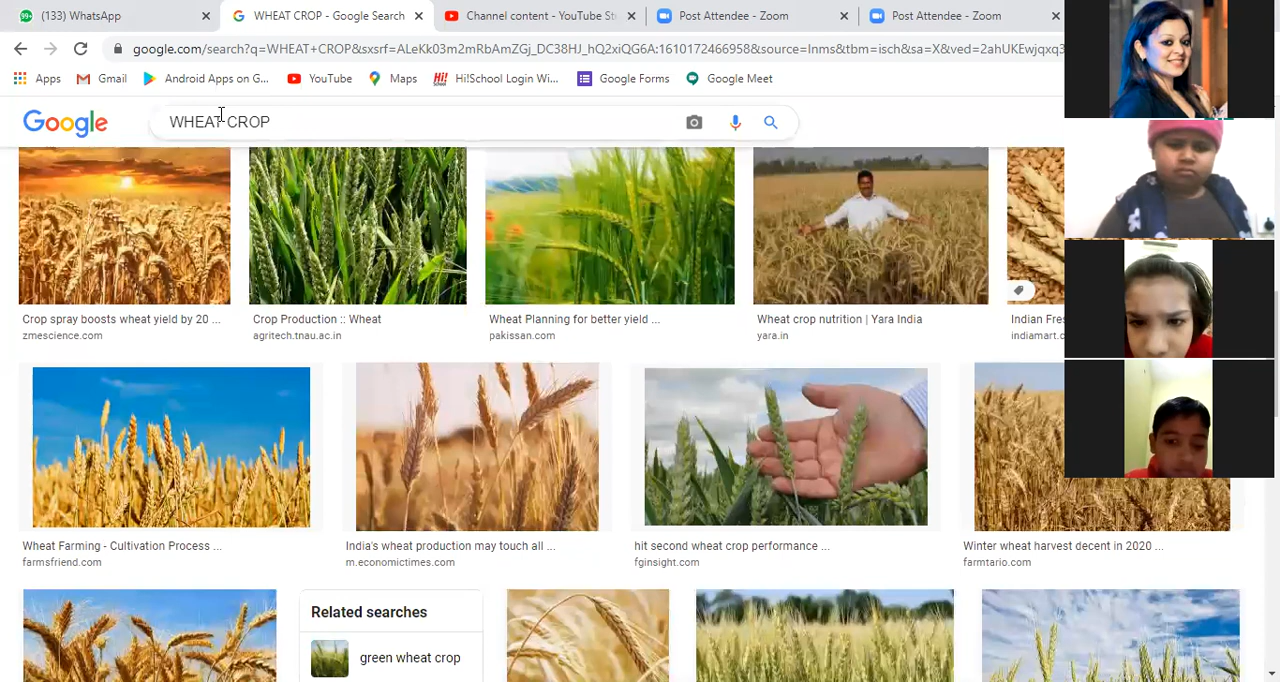 99+ (133) WhatsApp
WHEAT CROP - Google Search
Channel content - YouTube St
Post Attendee - Zoom
Post Attendee - Zoom
google.com/search?q=WHEAT+CROP&sxsrf=ALeKk03m2aiRbAmZGj_DC38HJ_hQ2xiQG6A:1610172466958&source=lnms&tbm=isch&sa=X&ved=2ahUKEwjqxq3
Apps
Gmail
Android Apps on G...
YouTube
Maps
Hi! Hi!School Login Wi...
Google Forms
Google Meet
Google
WHEAT CROP
Crop spray boosts wheat yield by 20 ...
zmescience.com
Crop Production :: Wheat
agritech.tnau.ac.in
Wheat Planning for better yield ...
pakissan.com
Wheat crop nutrition | Yara India
yara.in
Indian Fres
indiamart.c
Wheat Farming - Cultivation Process ...
farmsfriend.com
India's wheat production may touch all ...
m.economictimes.com
hit second wheat crop performance ...
fginsight.com
Winter wheat harvest decent in 2020 ...
farmtario.com
Related searches
green wheat crop